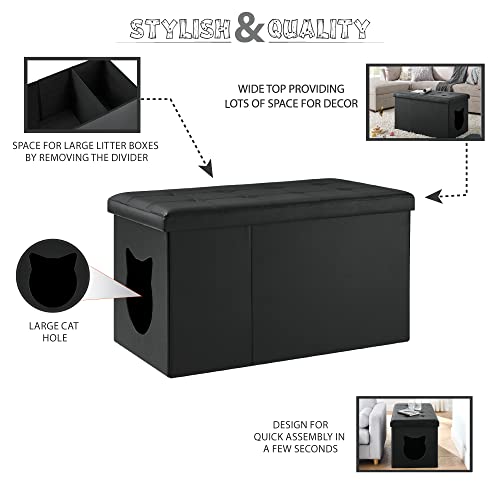 STYLISH & QUALITY
WIDE TOP PROVIDING
LOTS OF SPACE FOR DECOR
SPACE FOR LARGE LITTER BOXES
BY REMOVING THE DIVIDER
LARGE CAT
HOLE
DESIGN FOR
QUICK ASSEMBLY IN
A FEW SECONDS